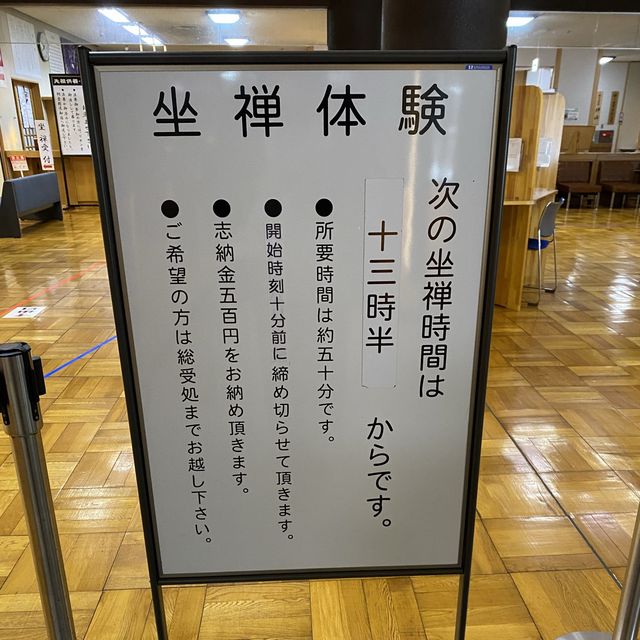 坐禅体験
次の坐禅時間は
十三時半 からです。
●所要時間は約五十分です。
●開始時刻十分前に締め切らせて頂きます。
●志納金五百円をお納め頂きます。
●ご希望の方は総受処までお越し下さい。
坐禅受付